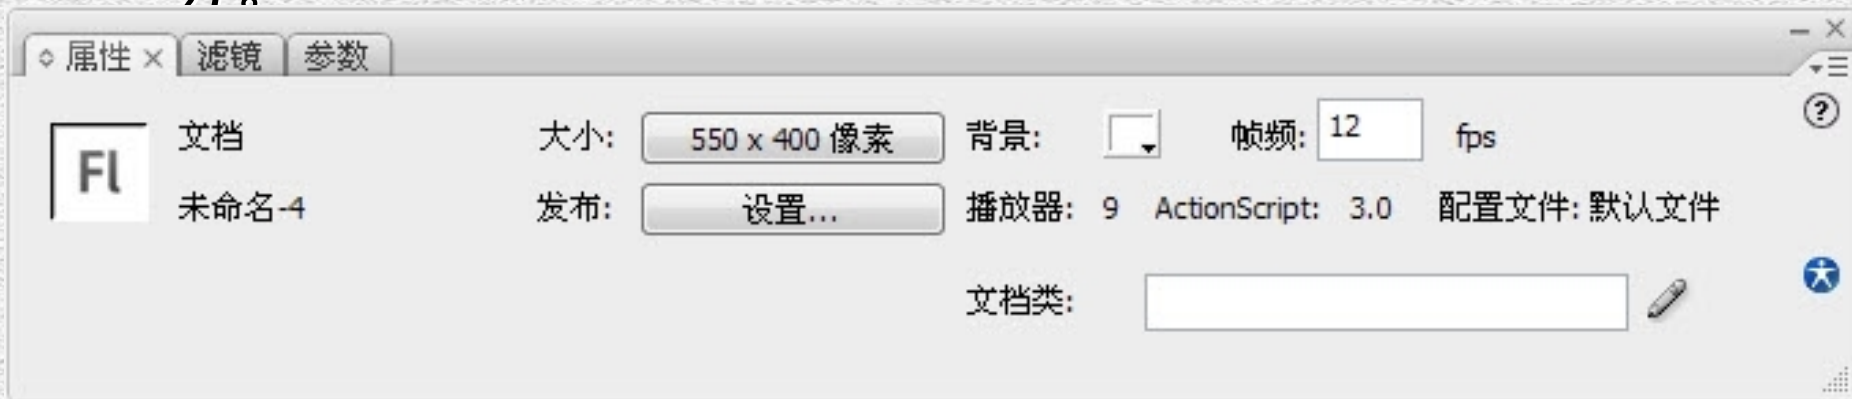 属性 滤镜 参数
Fl 文档 大小: 550 x 400 像素 背景: 帧频: 12 fps
未命名-4 发布: 设置... 播放器: 9 ActionScript: 3.0 配置文件: 默认文件
文档类: